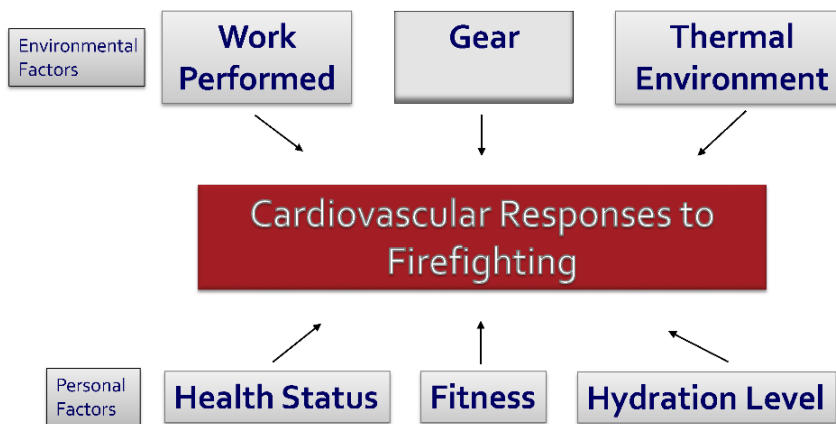 Environmental
Factors
Work
Performed
Gear
Thermal
Environment
Cardiovascular Responses to
Firefighting
Personal
Factors
Health Status
Fitness
Hydration Level